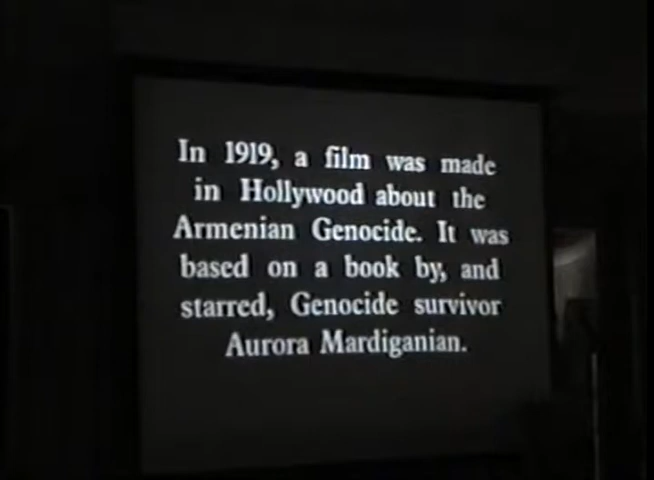 In 1919, a film was made
in Hollywood about the
Armenian Genocide. It was
based on a book by, and
starred, Genocide survivor
Aurora Mardiganian.